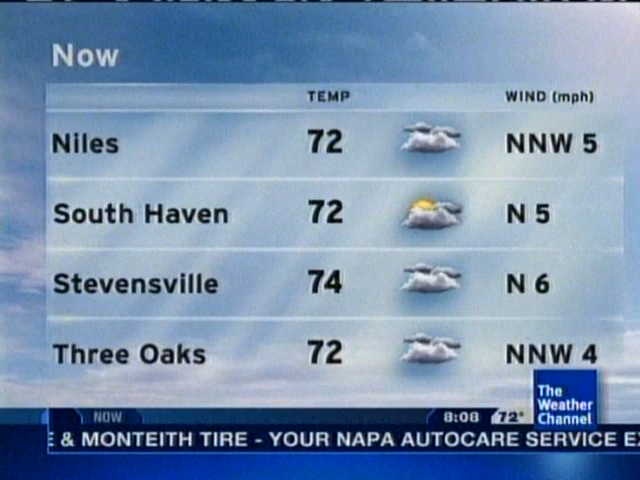 Now
TEMP WIND (mph)
Niles 72 NNW 5
South Haven 72 N 5
Stevensville 74 N 6
Three Oaks 72 NNW 4
The
Weather
Channel
NOW 8:08 72°
& MONTEITH TIRE - YOUR NAPA AUTOCARE SERVICE